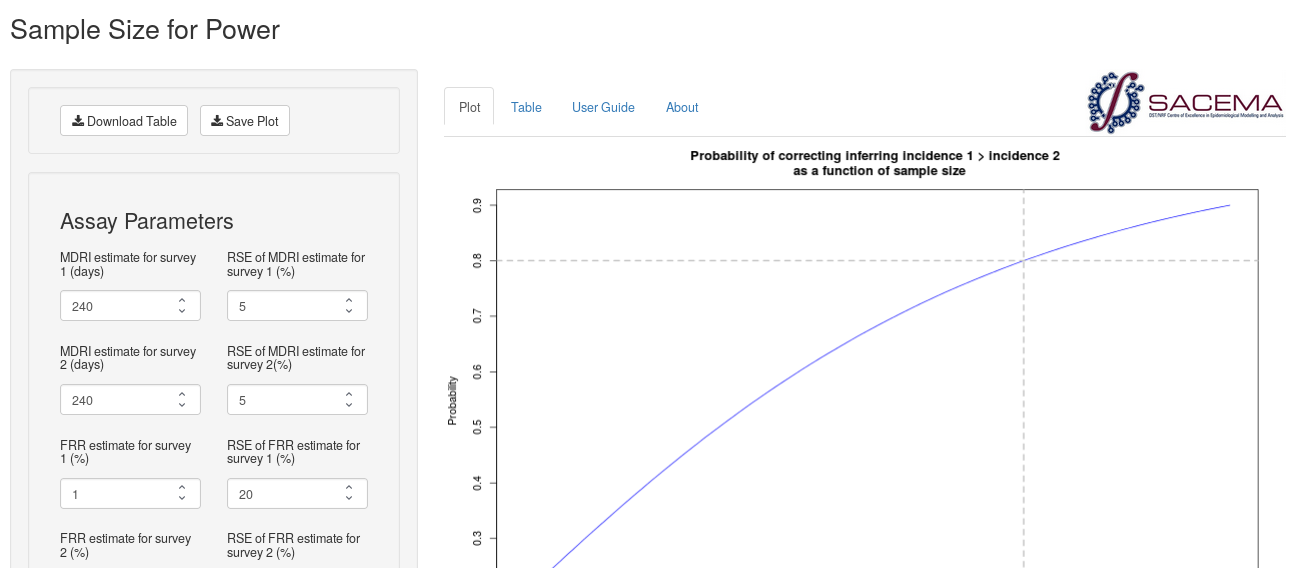 Sample Size for Power
Download Table
Save Plot
Assay Parameters
MDRI estimate for survey
1 (days)
RSE of MDRI estimate for
survey 1 (%)
240
5
MDRI estimate for survey
2 (days)
RSE of MDRI estimate for
survey 2(%)
240
5
FRR estimate for survey
1 (%)
RSE of FRR estimate for
survey 1 (%)
1
20
FRR estimate for survey
2 (%)
RSE of FRR estimate for
survey 2 (%)
Plot
Table
User Guide
About
SACEMA
DST/NRF Centre of Excellence in Epidemiological Modelling and Analysis
Probability of correcting inferring incidence 1 > incidence 2
as a function of sample size
0.9
0.8
0.7
0.6
0.5
0.4
0.3
Probability